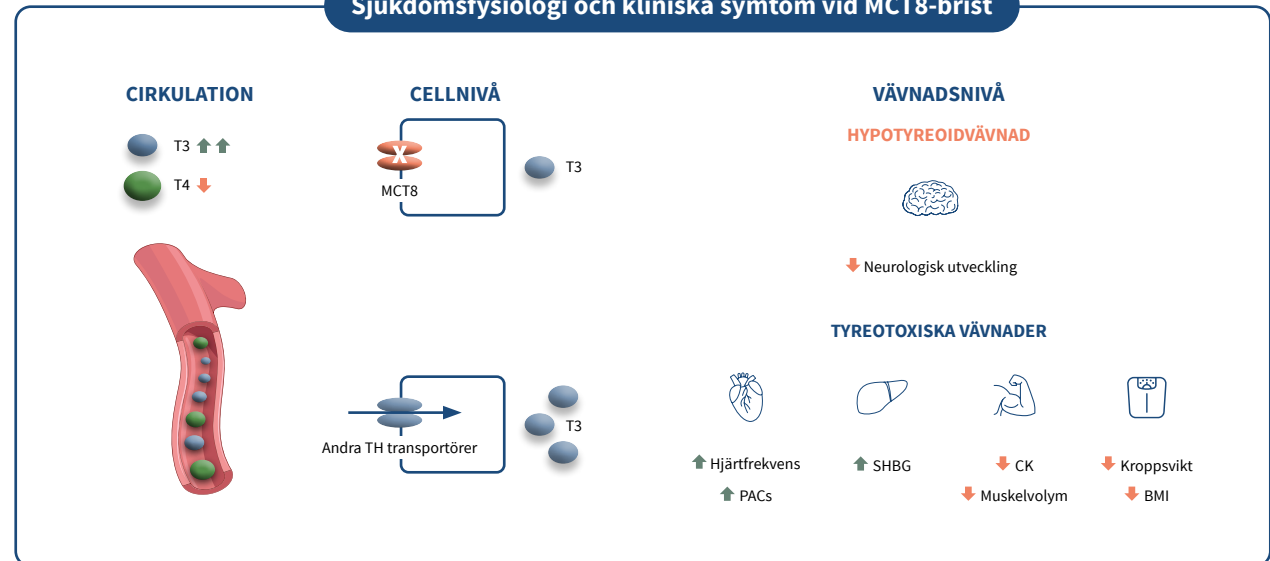 Sjukdomsfysiologi och kliniska symtom vid MCT8-brist
CIRKULATION
T3
T4
CELLNIVÅ
X
MCT8
T3
Andra TH transportörer
T3
VÄVNADSNIVÅ
HYPOTYREOIDVÄVNAD
Neurologisk utveckling
TYREOTOXISKA VÄVNADER
Hjärtfrekvens
PACs
SHBG
CK
Muskelvolym
Kroppsvikt
BMI